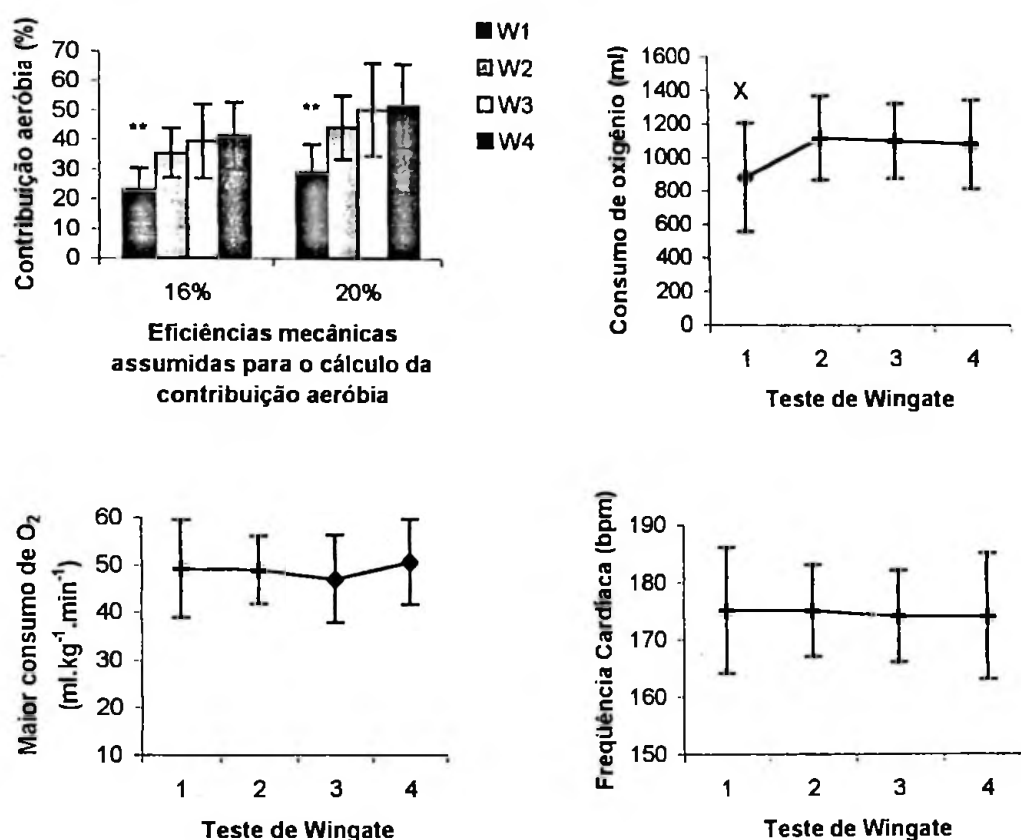 Contribuição aeróbia (%)
70
60
50
40
30
20
10
0
**
**
16%
20%
Eficiências mecânicas
assumidas para o cálculo da
contribuição aeróbia
W1
W2
W3
W4
Consumo de oxigénio (ml)
1600
1400
1200
1000
800
600
400
200
0
X
1 2 3 4
Teste de Wingate
Maior consumo de O₂
(ml.kg⁻¹.min⁻¹)
60
50
40
30
20
10
1 2 3 4
Teste de Wingate
Freqüência Cardíaca (bpm)
190
180
170
160
150
1 2 3 4
Teste de Wingate